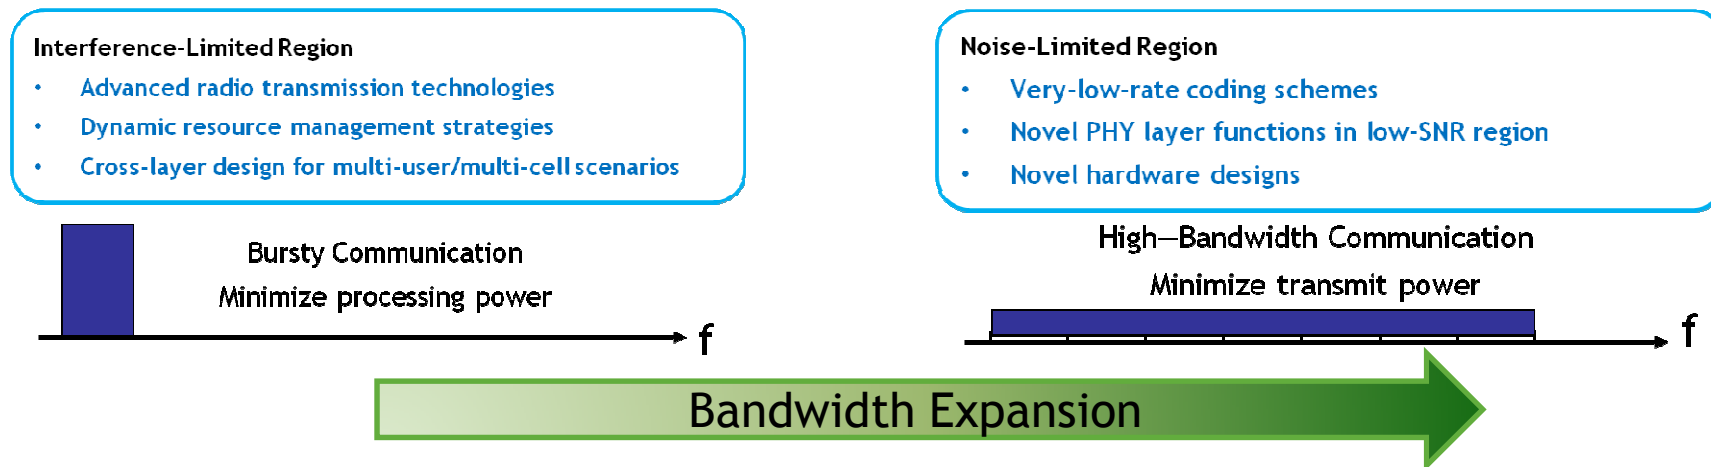 Interference-Limited Region
• Advanced radio transmission technologies
• Dynamic resource management strategies
• Cross-layer design for multi-user/multi-cell scenarios
Bursty Communication
Minimize processing power
f
Noise-Limited Region
• Very-low-rate coding schemes
• Novel PHY layer functions in low-SNR region
• Novel hardware designs
High—Bandwidth Communication
Minimize transmit power
f
Bandwidth Expansion